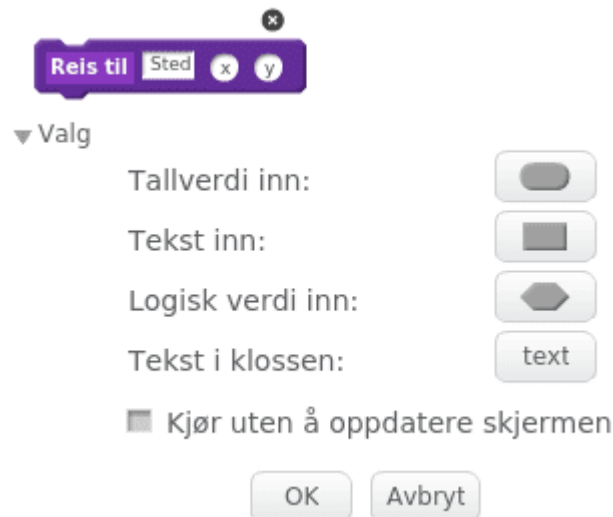 Reis til Sted x y
Valg
Tallverdi inn:
Tekst inn:
Logisk verdi inn:
Tekst i klossen: text
Kjør uten å oppdatere skjermen
OK Avbryt